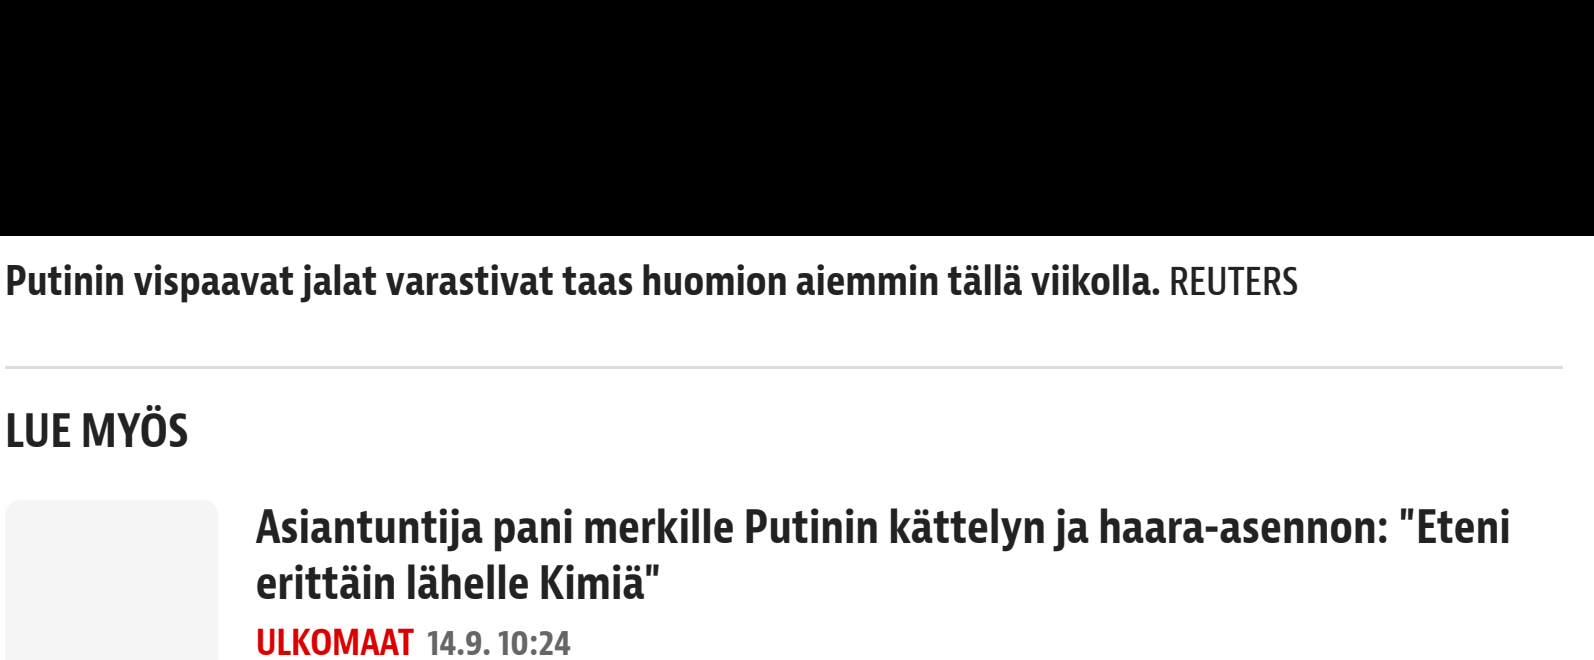 Putinin vispaavat jalat varastivat taas huomion aiemmin tällä viikolla. REUTERS
LUE MYÖS
Asiantuntija pani merkille Putinin kättelyn ja haara-asennon: "Eteni
erittäin lähelle Kimiä"
ULKOMAAT 14.9. 10:24